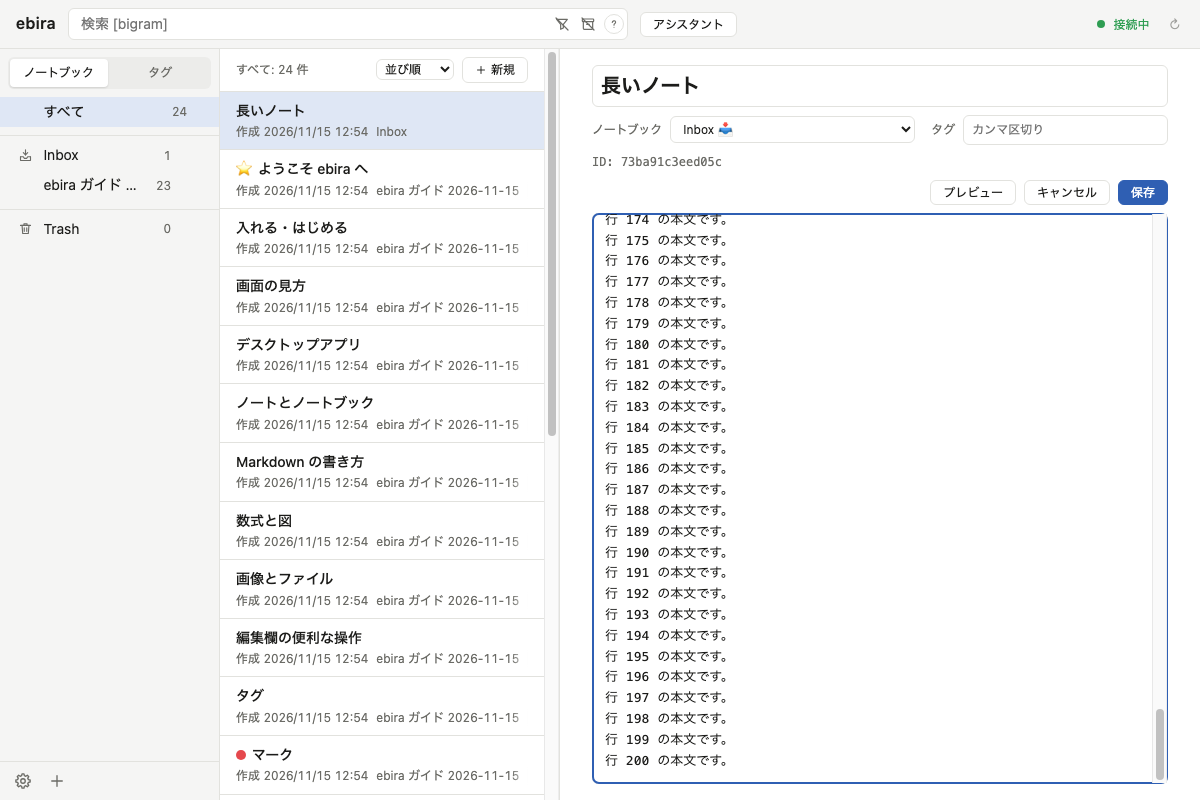 ebira
検索 [bigram]
?
アシスタント
接続中
ノートブック
タグ
すべて 24
Inbox 1
ebira ガイド ... 23
Trash 0
すべて: 24 件
並び順
+ 新規
長いノート
作成 2026/11/15 12:54 Inbox
⭐ ようこそ ebira へ
作成 2026/11/15 12:54 ebira ガイド 2026-11-15
入れる・はじめる
作成 2026/11/15 12:54 ebira ガイド 2026-11-15
画面の見方
作成 2026/11/15 12:54 ebira ガイド 2026-11-15
デスクトップアプリ
作成 2026/11/15 12:54 ebira ガイド 2026-11-15
ノートとノートブック
作成 2026/11/15 12:54 ebira ガイド 2026-11-15
Markdown の書き方
作成 2026/11/15 12:54 ebira ガイド 2026-11-15
数式と図
作成 2026/11/15 12:54 ebira ガイド 2026-11-15
画像とファイル
作成 2026/11/15 12:54 ebira ガイド 2026-11-15
編集欄の便利な操作
作成 2026/11/15 12:54 ebira ガイド 2026-11-15
タグ
作成 2026/11/15 12:54 ebira ガイド 2026-11-15
マーク
作成 2026/11/15 12:54 ebira ガイド 2026-11-15
長いノート
ノートブック
Inbox 📥
タグ
カンマ区切り
ID: 73ba91c3eed05c
プレビュー
キャンセル
保存
行 174 の本文です。
行 175 の本文です。
行 176 の本文です。
行 177 の本文です。
行 178 の本文です。
行 179 の本文です。
行 180 の本文です。
行 181 の本文です。
行 182 の本文です。
行 183 の本文です。
行 184 の本文です。
行 185 の本文です。
行 186 の本文です。
行 187 の本文です。
行 188 の本文です。
行 189 の本文です。
行 190 の本文です。
行 191 の本文です。
行 192 の本文です。
行 193 の本文です。
行 194 の本文です。
行 195 の本文です。
行 196 の本文です。
行 197 の本文です。
行 198 の本文です。
行 199 の本文です。
行 200 の本文です。